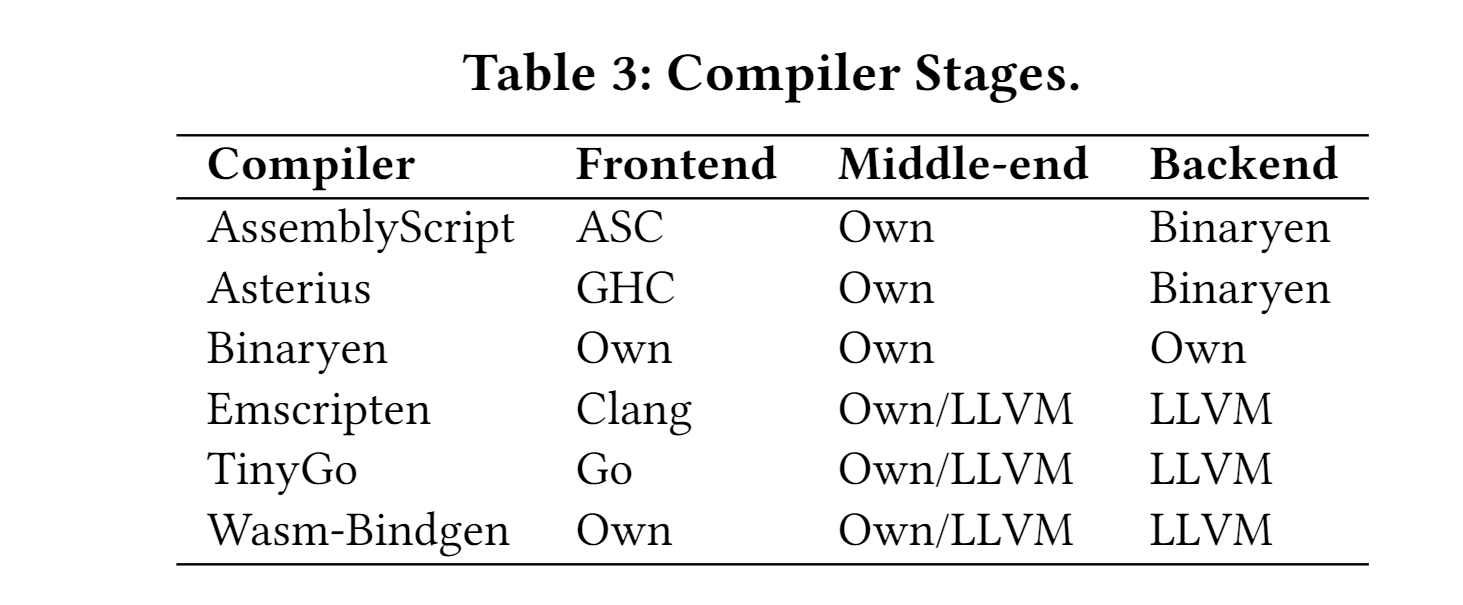 Table 3: Compiler Stages.
Compiler Frontend Middle-end Backend
AssemblyScript ASC Own Binaryen
Asterius GHC Own Binaryen
Binaryen Own Own Own
Emscripten Clang Own/LLVM LLVM
TinyGo Go Own/LLVM LLVM
Wasm-Bindgen Own Own/LLVM LLVM